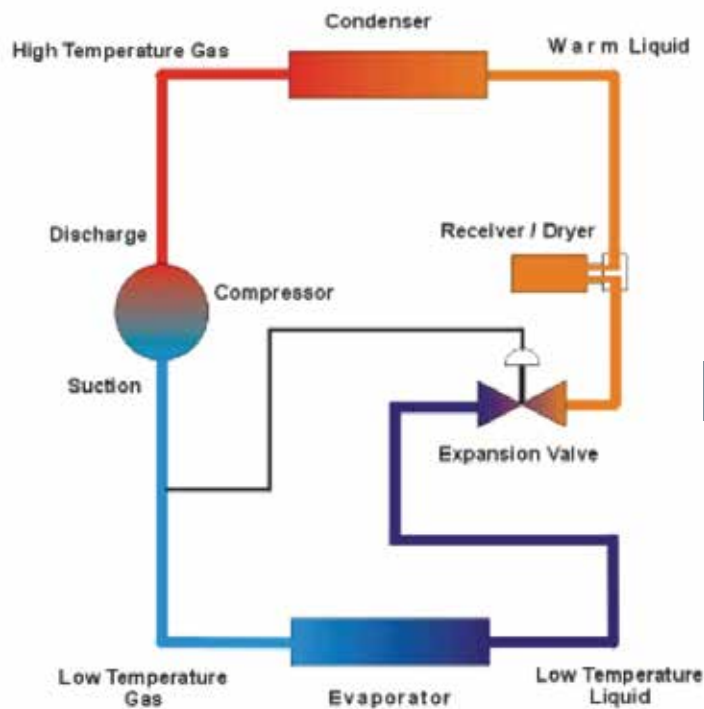 Condenser
High Temperature Gas
Warm Liquid
Discharge
Receiver / Dryer
Compressor
Suction
Expansion Valve
Low Temperature
Gas
Evaporator
Low Temperature
Liquid